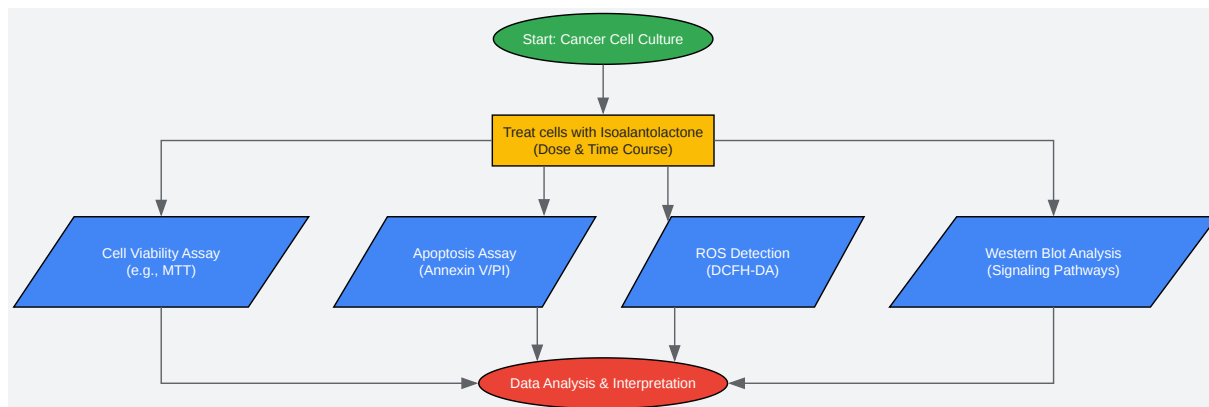 Start: Cancer Cell Culture
Treat cells with Isoalantolactone
(Dose & Time Course)
Cell Viability Assay
(e.g., MTT)
Apoptosis Assay
(Annexin V/PI)
ROS Detection
(DCFH-DA)
Western Blot Analysis
(Signaling Pathways)
Data Analysis & Interpretation